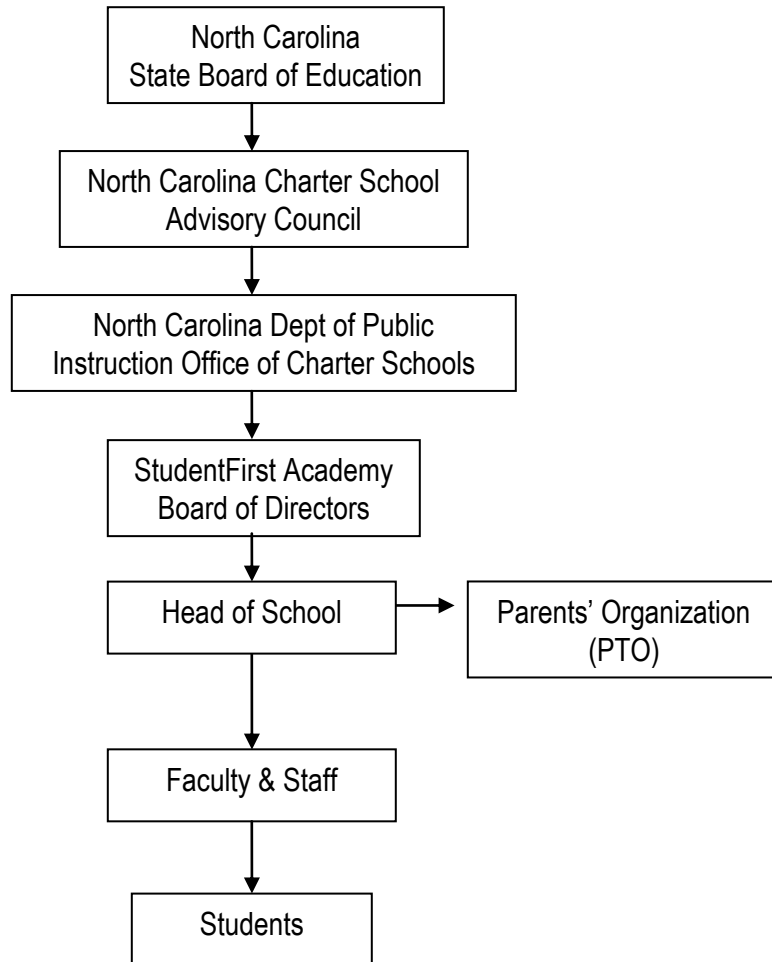 North Carolina
State Board of Education
North Carolina Charter School
Advisory Council
North Carolina Dept of Public
Instruction Office of Charter Schools
StudentFirst Academy
Board of Directors
Head of School
Parents’ Organization
(PTO)
Faculty & Staff
Students